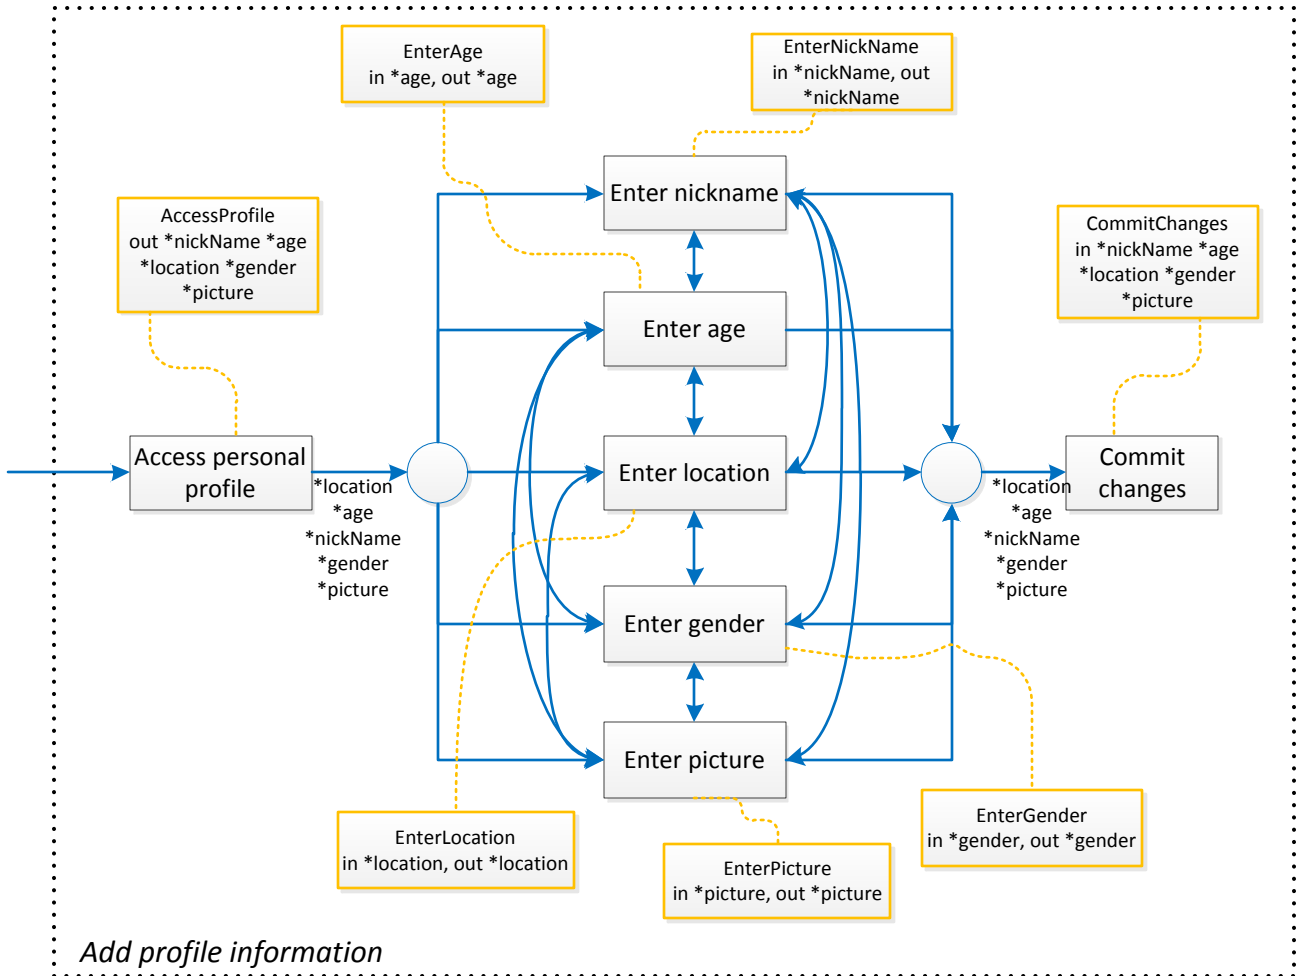 EnterAge
in *age, out *age
EnterNickName
in *nickName, out
*nickName
Enter nickname
AccessProfile
out *nickName *age
*location *gender
*picture
CommitChanges
in *nickName *age
*location *gender
*picture
Enter age
Access personal
profile
Enter location
Commit
changes
*location
*age
*nickName
*gender
*picture
*location
*age
*nickName
*gender
*picture
Enter gender
Enter picture
EnterLocation
in *location, out *location
EnterPicture
in *picture, out *picture
EnterGender
in *gender, out *gender
Add profile information